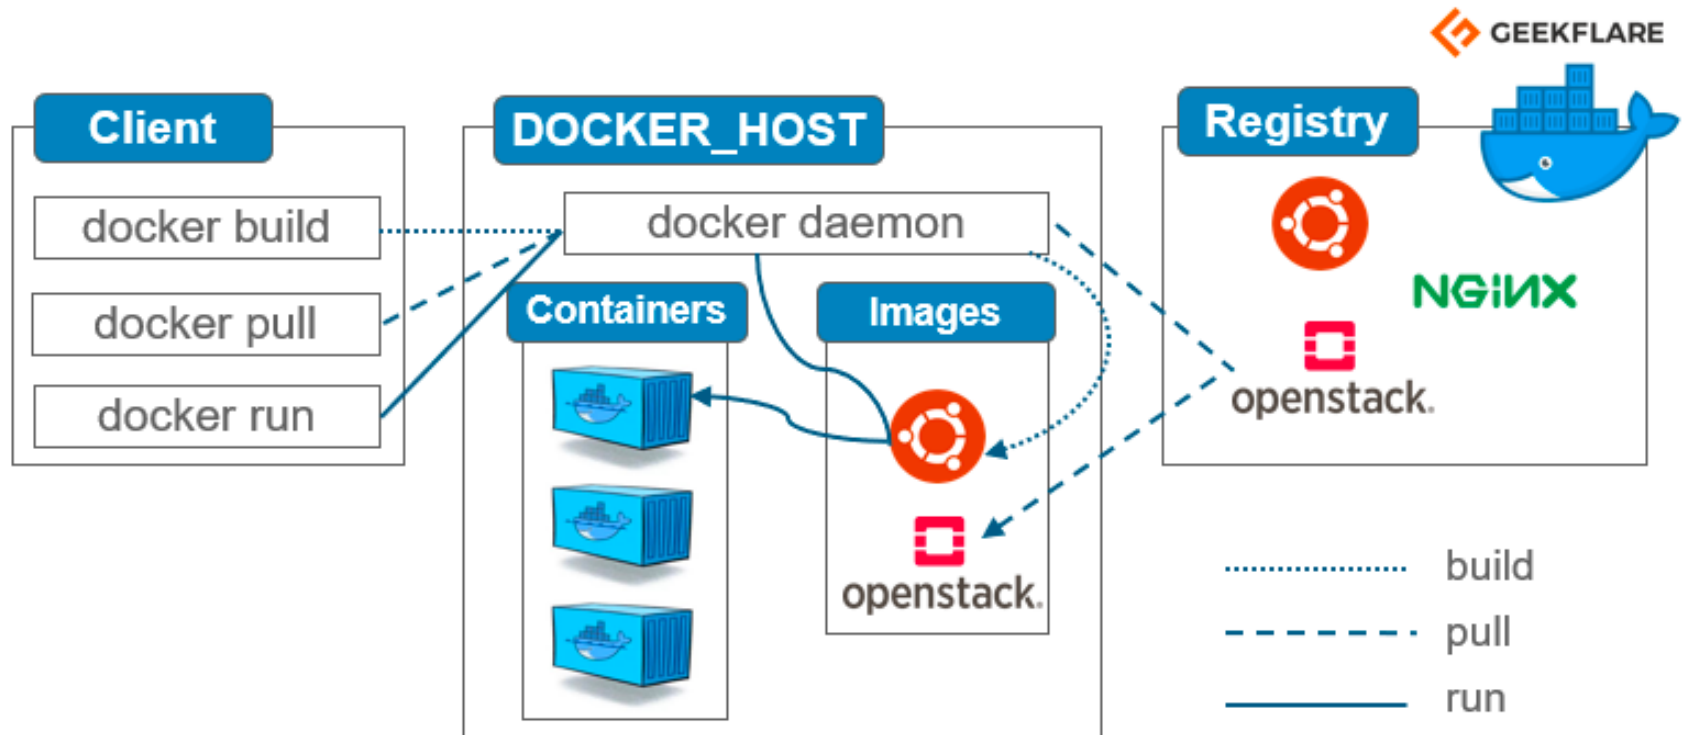 GEEKFLARE
Client
docker build
docker pull
docker run
DOCKER_HOST
docker daemon
Containers
Images
openstack.
Registry
NGiNX
openstack.
build
pull
run